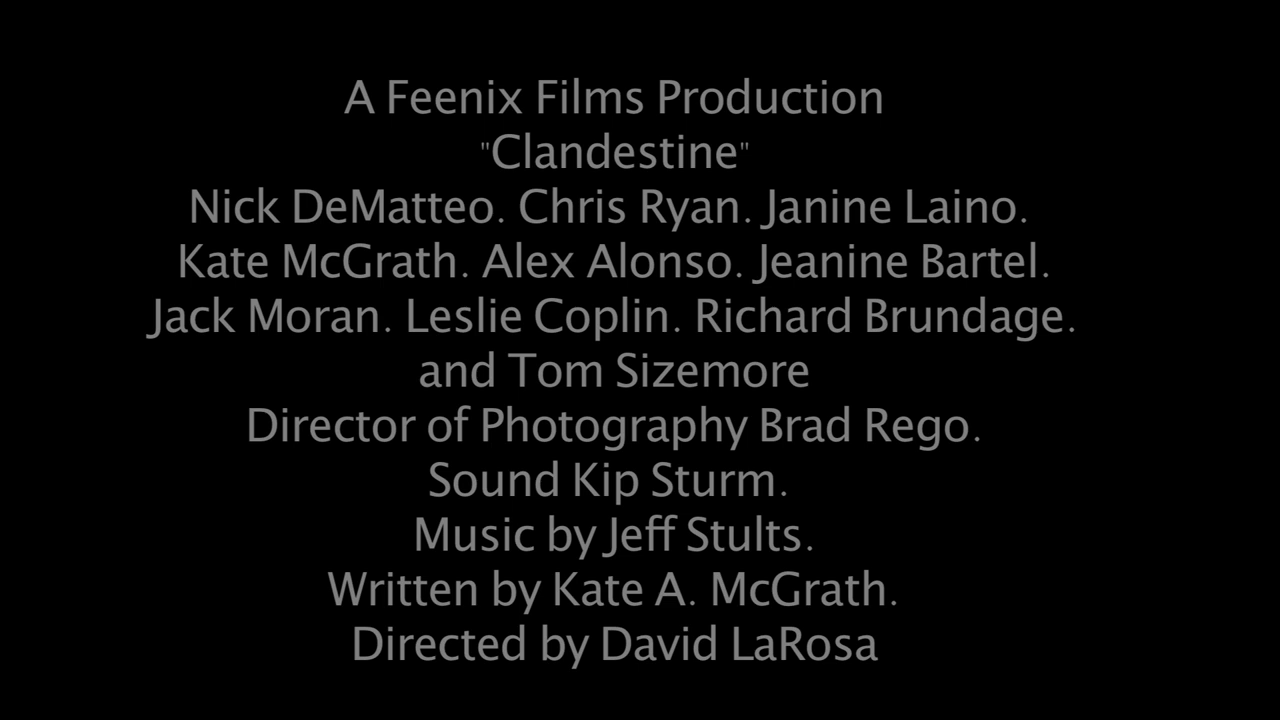 A Feenix Films Production
"Clandestine"
Nick DeMatteo. Chris Ryan. Janine Laino.
Kate McGrath. Alex Alonso. Jeanine Bartel.
Jack Moran. Leslie Coplin. Richard Brundage.
and Tom Sizemore
Director of Photography Brad Rego.
Sound Kip Sturm.
Music by Jeff Stults.
Written by Kate A. McGrath.
Directed by David LaRosa